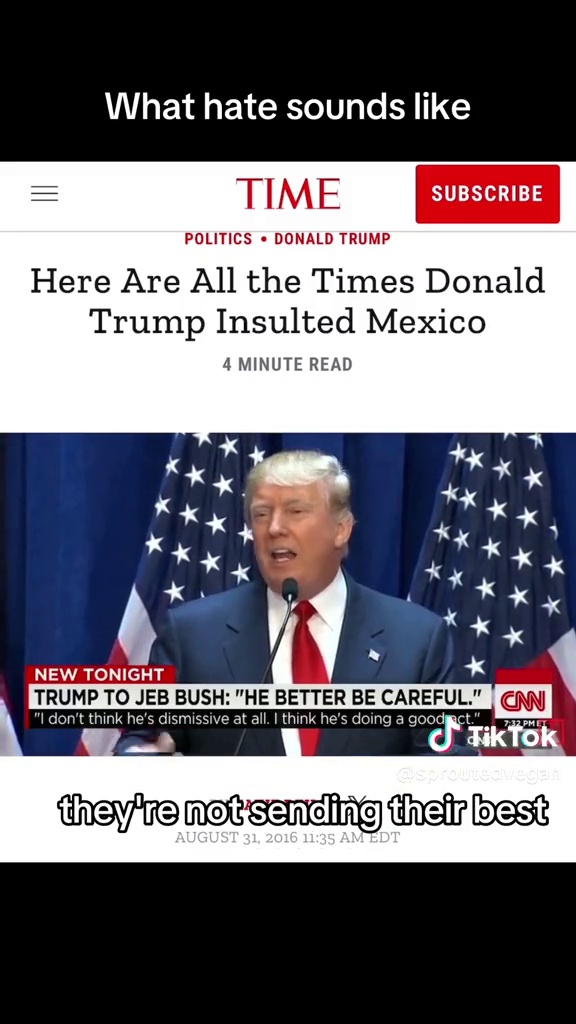 What hate sounds like
TIME
SUBSCRIBE
POLITICS • DONALD TRUMP
Here Are All the Times Donald
Trump Insulted Mexico
4 MINUTE READ
NEW TONIGHT
TRUMP TO JEB BUSH: "HE BETTER BE CAREFUL."
"I don't think he's dismissive at all. I think he's doing a good act."
CNN
7:32 PM ET
TikTok
@sproutedvegan
they're not sending their best
AUGUST 31, 2016 11:35 AM EDT